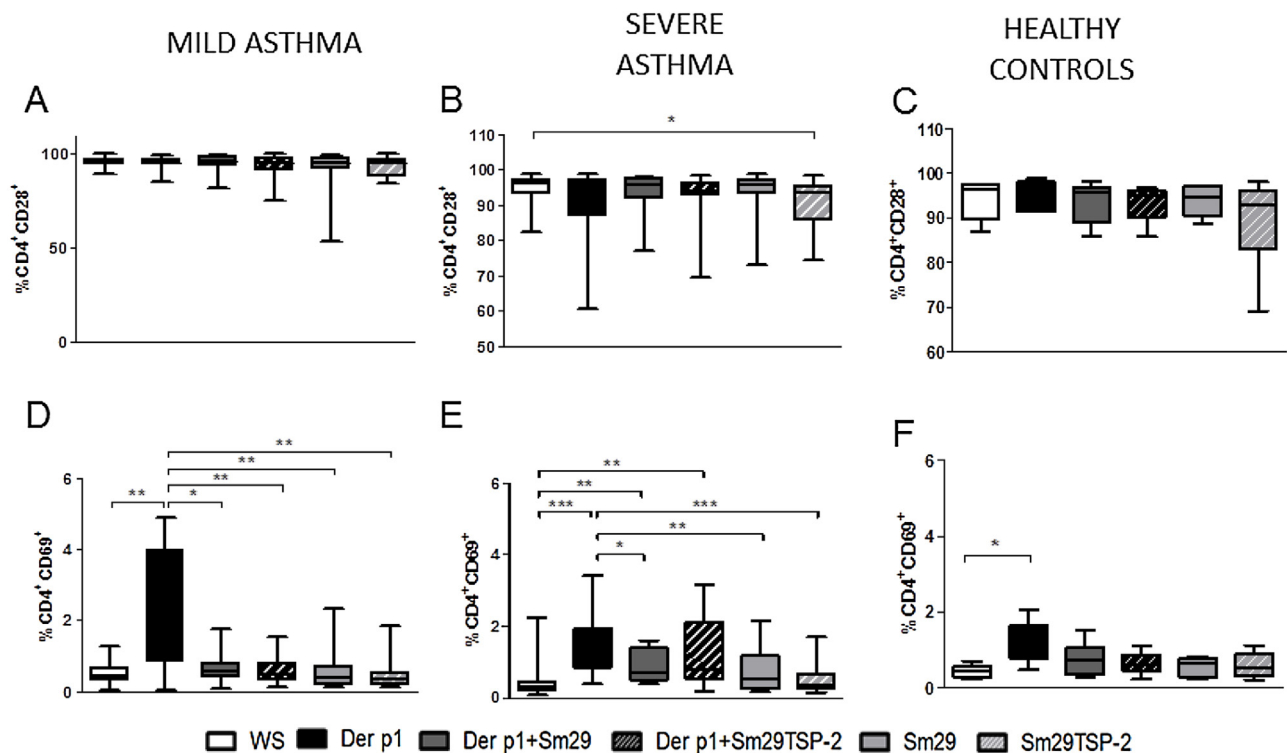 MILD ASTHMA
SEVERE
ASTHMA
HEALTHY
CONTROLS
A
% CD4⁺CD28⁺
100
50
0
B
*
% CD4⁺CD28⁺
110
100
90
80
70
60
50
C
% CD4+CD28+
100
90
80
70
60
D
** * ** ** **
% CD4⁺ CD69⁺
6
4
2
0
E
*** ** ** * ** ***
% CD4⁺CD69⁺
6
4
2
0
F
*
% CD4⁺CD69⁺
6
4
2
0
WS Der p1 Der p1+Sm29 Der p1+Sm29TSP-2 Sm29 Sm29TSP-2